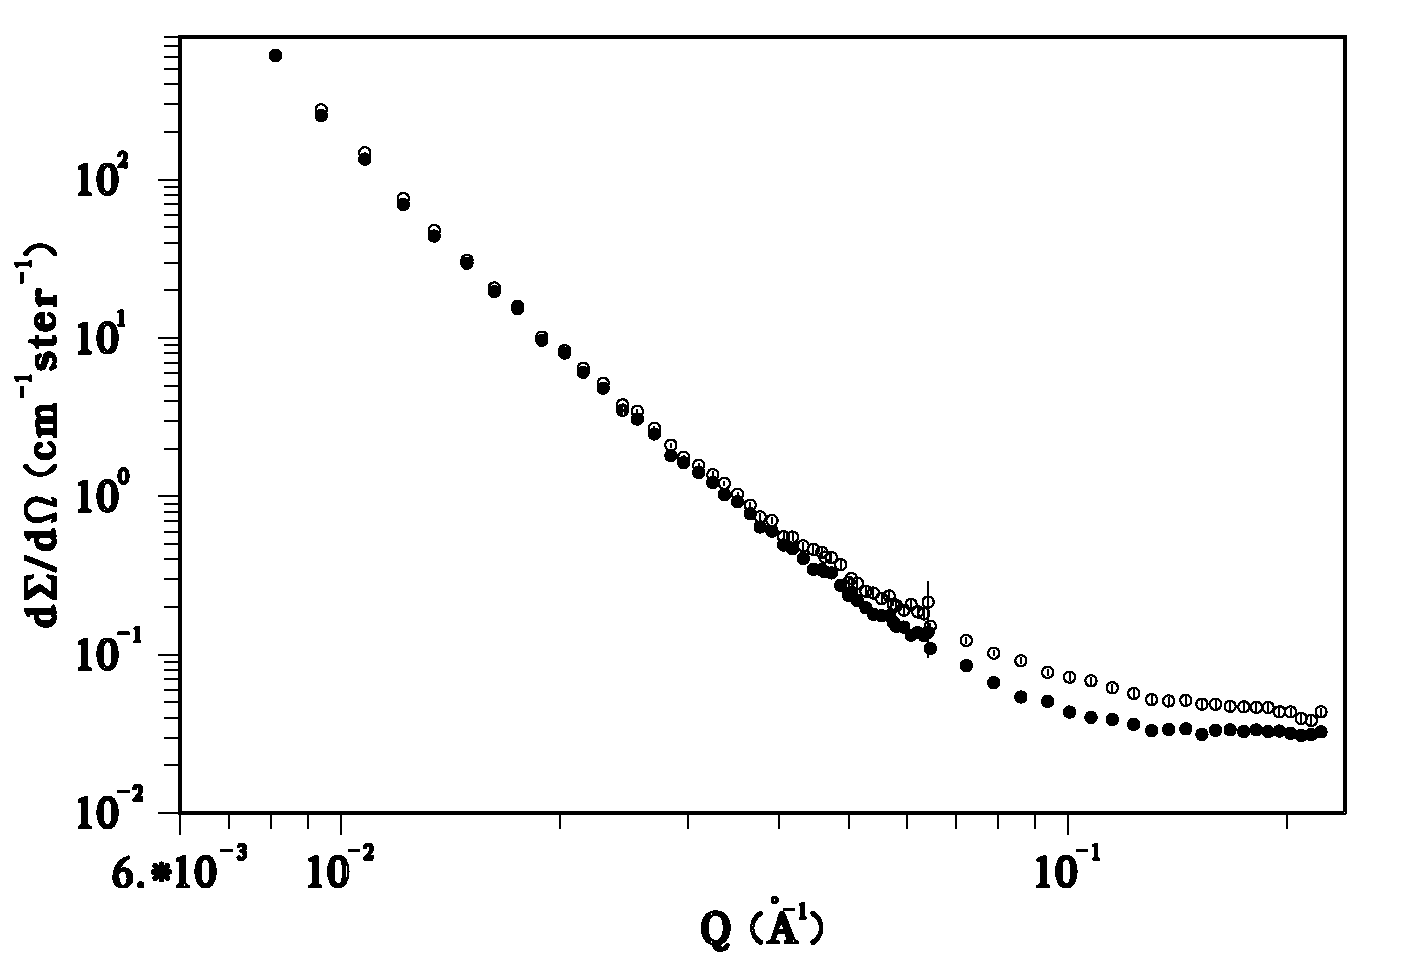 dΣ/dΩ (cm⁻¹ster⁻¹)
10²
10¹
10⁰
10⁻¹
10⁻²
6.*10⁻³ 10⁻² 10⁻¹
Q (Å⁻¹)